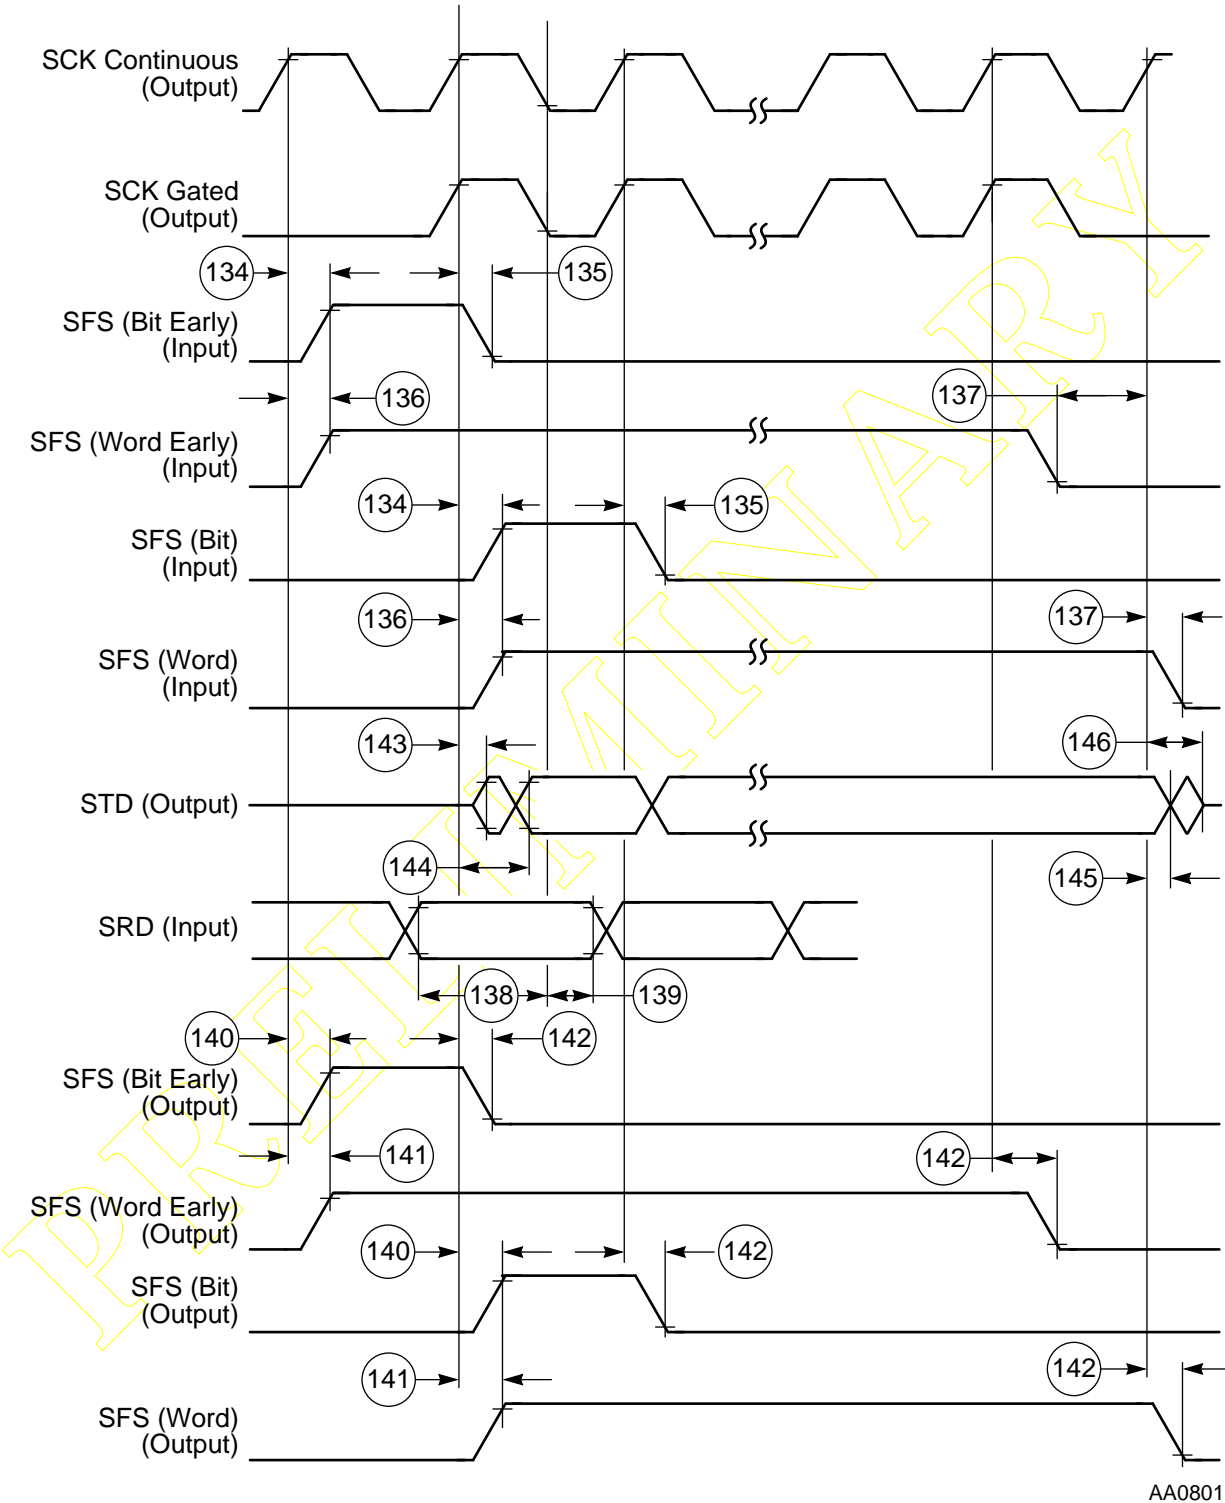 SCK Continuous
(Output)
SCK Gated
(Output)
134
135
SFS (Bit Early)
(Input)
136
137
SFS (Word Early)
(Input)
134
135
SFS (Bit)
(Input)
136
137
SFS (Word)
(Input)
143
146
STD (Output)
144
145
SRD (Input)
138
139
140
142
SFS (Bit Early)
(Output)
141
142
SFS (Word Early)
(Output)
140
142
SFS (Bit)
(Output)
141
142
SFS (Word)
(Output)
AA0801
PRELIMINARY